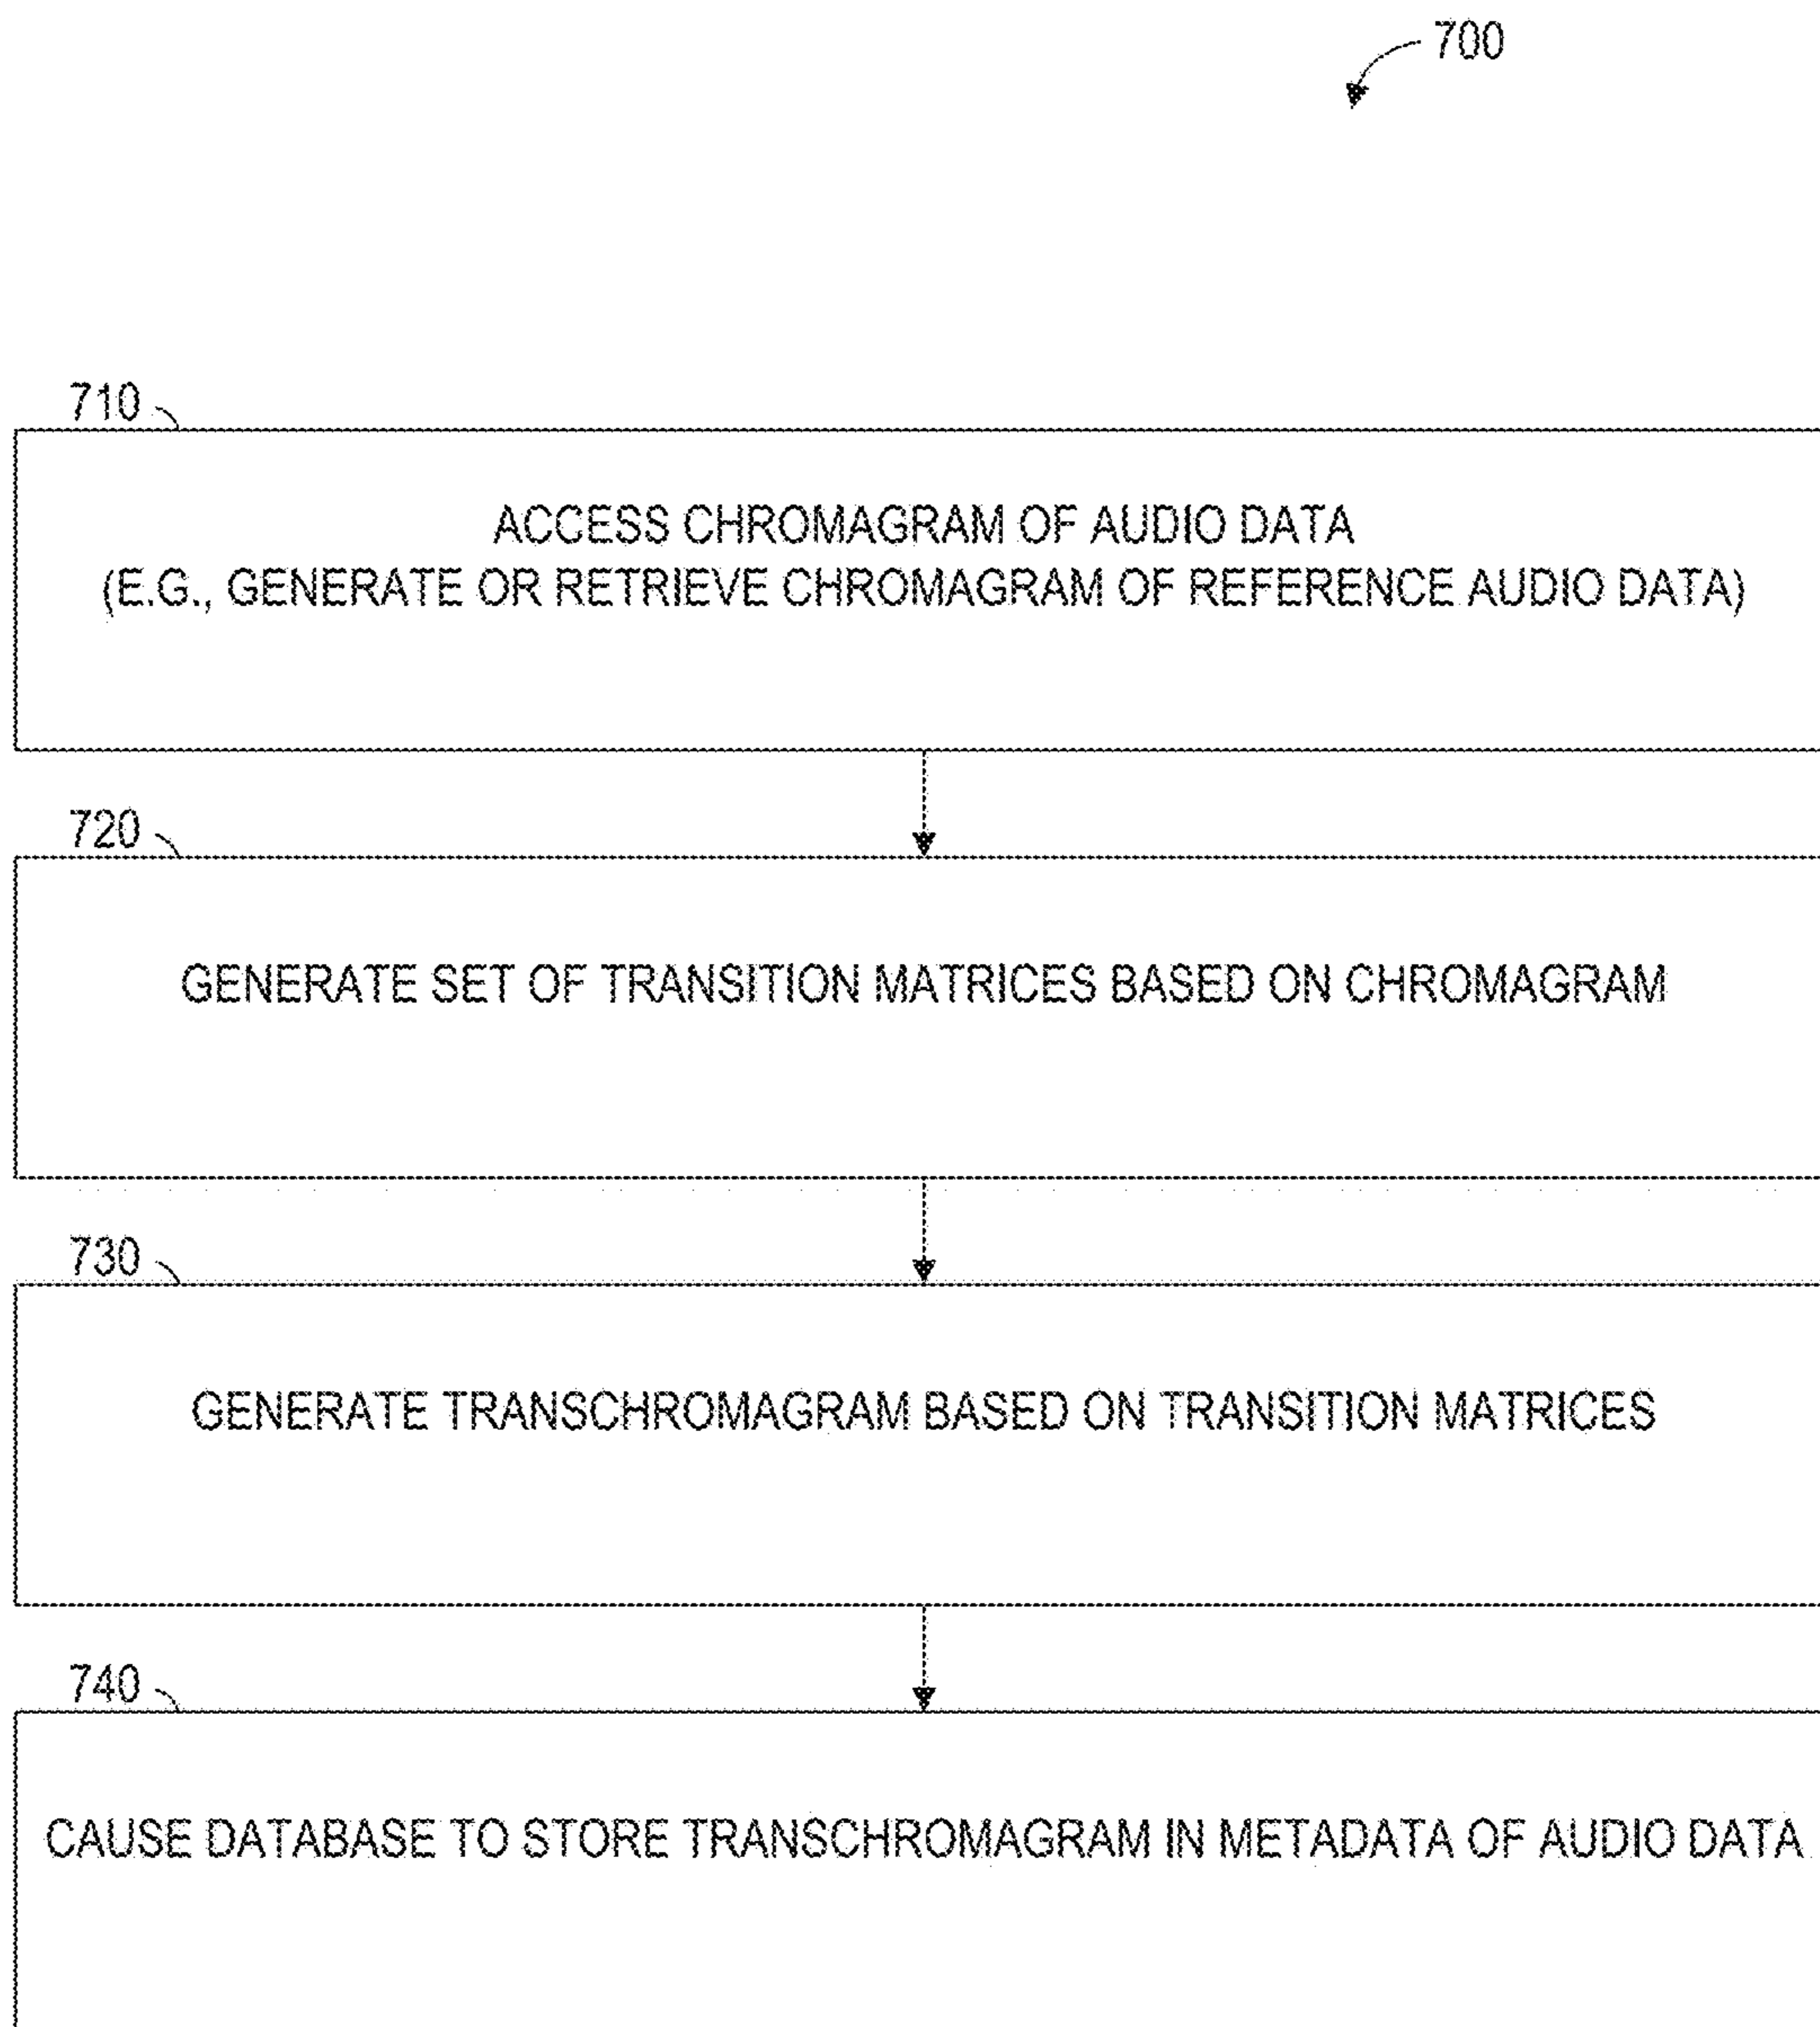 700
710
ACCESS CHROMAGRAM OF AUDIO DATA
(E.G., GENERATE OR RETRIEVE CHROMAGRAM OF REFERENCE AUDIO DATA)
720
GENERATE SET OF TRANSITION MATRICES BASED ON CHROMAGRAM
730
GENERATE TRANSCHROMAGRAM BASED ON TRANSITION MATRICES
740
CAUSE DATABASE TO STORE TRANSCHROMAGRAM IN METADATA OF AUDIO DATA